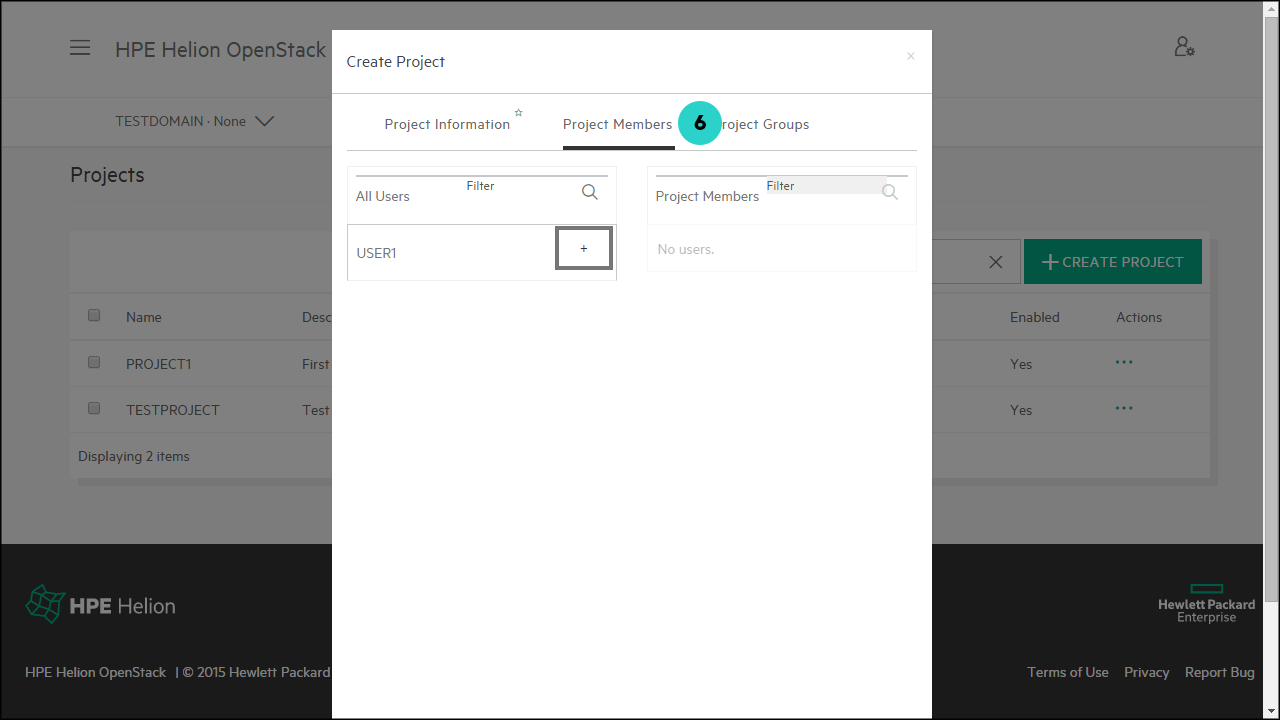 HPE Helion OpenStack
Create Project
×
TESTDOMAIN · None
Project Information
Project Members
6
roject Groups
Projects
All Users
Filter
Project Members
Filter
USER1
+
No users.
CREATE PROJECT
Name
Desc
Enabled
Actions
PROJECT1
First
Yes
...
TESTPROJECT
Test
Yes
...
Displaying 2 items
HPE Helion
Hewlett Packard
Enterprise
HPE Helion OpenStack | © 2015 Hewlett Packard
Terms of Use Privacy Report Bug